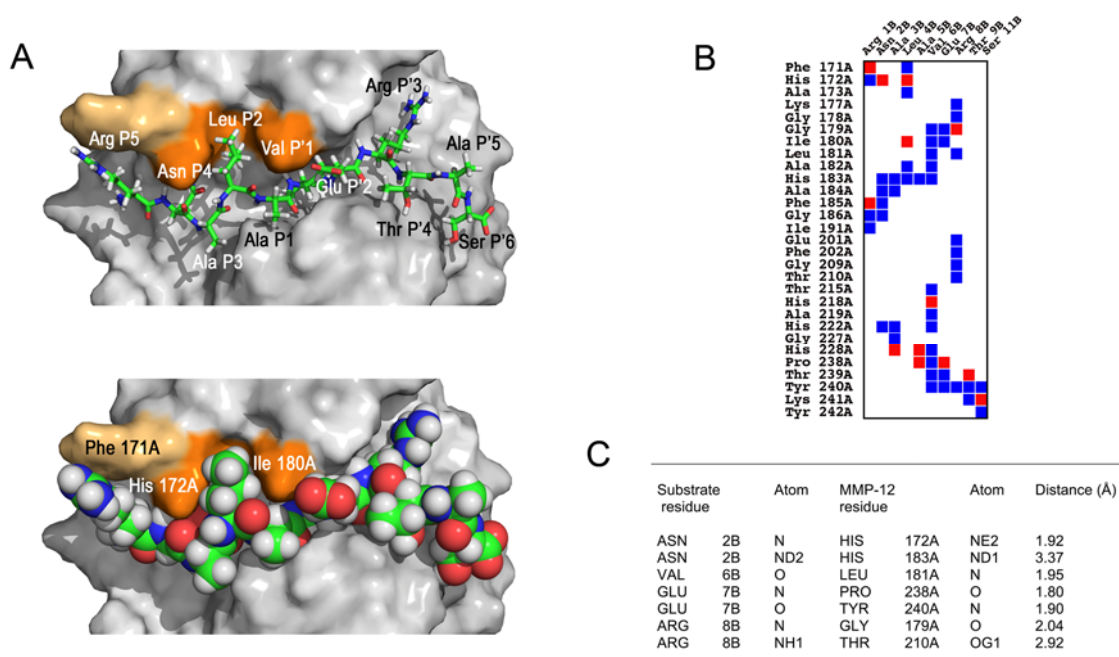 A
Arg P5
Asn P4
Leu P2
Val P'1
Arg P'3
Ala P'5
Glu P'2
Ala P3
Ala P1
Thr P'4
Ser P'6
Phe 171A
His 172A
Ile 180A
B
Arg 1B
Asn 2B
Ala 3B
Leu 4B
Ala 5B
Val 6B
Glu 7B
Arg 8B
Thr 9B
Ser 11B
Phe 171A
His 172A
Ala 173A
Lys 177A
Gly 178A
Gly 179A
Ile 180A
Leu 181A
Ala 182A
His 183A
Ala 184A
Phe 185A
Gly 186A
Ile 191A
Glu 201A
Phe 202A
Gly 209A
Thr 210A
Thr 215A
His 218A
Ala 219A
His 222A
Gly 227A
His 228A
Pro 238A
Thr 239A
Tyr 240A
Lys 241A
Tyr 242A
C
Substrate residue Atom MMP-12 residue Atom Distance (Å)
ASN 2B N HIS 172A NE2 1.92
ASN 2B ND2 HIS 183A ND1 3.37
VAL 6B O LEU 181A N 1.95
GLU 7B N PRO 238A O 1.80
GLU 7B O TYR 240A N 1.90
ARG 8B N GLY 179A O 2.04
ARG 8B NH1 THR 210A OG1 2.92